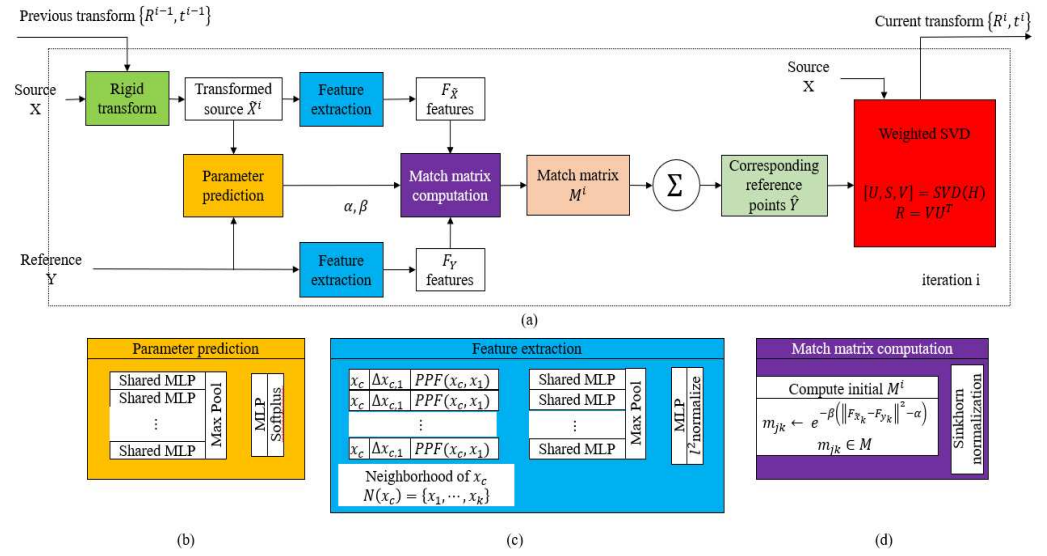 Previous transform {R^{i-1}, t^{i-1}}
Current transform {R^i, t^i}
Source
X
Rigid
transform
Transformed
source X̃^i
Feature
extraction
F_X̃
features
Source
X
Weighted SVD
{U, S, V} = SVD(H)
R = VU^T
Parameter
prediction
α, β
Match matrix
computation
Match matrix
M^i
Σ
Corresponding
reference
points Ŷ
Reference
Y
Feature
extraction
F_Y
features
iteration i
(a)
Parameter prediction
Shared MLP
Shared MLP
⋮
Shared MLP
Max Pool
MLP
Softplus
(b)
Feature extraction
x_c Δx_{c,1} PPF(x_c, x_1)
x_c Δx_{c,1} PPF(x_c, x_1)
⋮
x_c Δx_{c,1} PPF(x_c, x_1)
Neighborhood of x_c
N(x_c) = {x_1, ⋯, x_k}
Shared MLP
Shared MLP
⋮
Shared MLP
Max Pool
MLP
l^2normalize
(c)
Match matrix computation
Compute initial M^i
m_{jk} ← e^{-β(‖F_{x̃_k} − F_{y_k}‖^2 − α)}
m_{jk} ∈ M
Sinkhorn
normalization
(d)